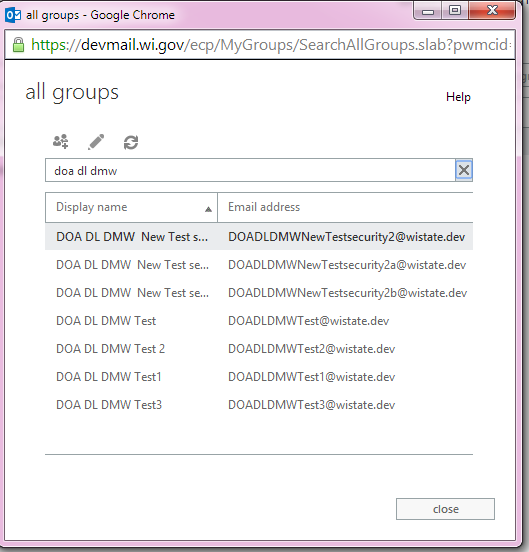 all groups - Google Chrome
https://devmail.wi.gov/ecp/MyGroups/SearchAllGroups.slab?pwmcid=
all groups
Help
doa dl dmw
Display name Email address
DOA DL DMW  New Test s... DOADLDMWNewTestsecurity2@wistate.dev
DOA DL DMW  New Test se... DOADLDMWNewTestsecurity2a@wistate.dev
DOA DL DMW  New Test se... DOADLDMWNewTestsecurity2b@wistate.dev
DOA DL DMW Test DOADLDMWTest@wistate.dev
DOA DL DMW Test 2 DOADLDMWTest2@wistate.dev
DOA DL DMW Test1 DOADLDMWTest1@wistate.dev
DOA DL DMW Test3 DOADLDMWTest3@wistate.dev
close